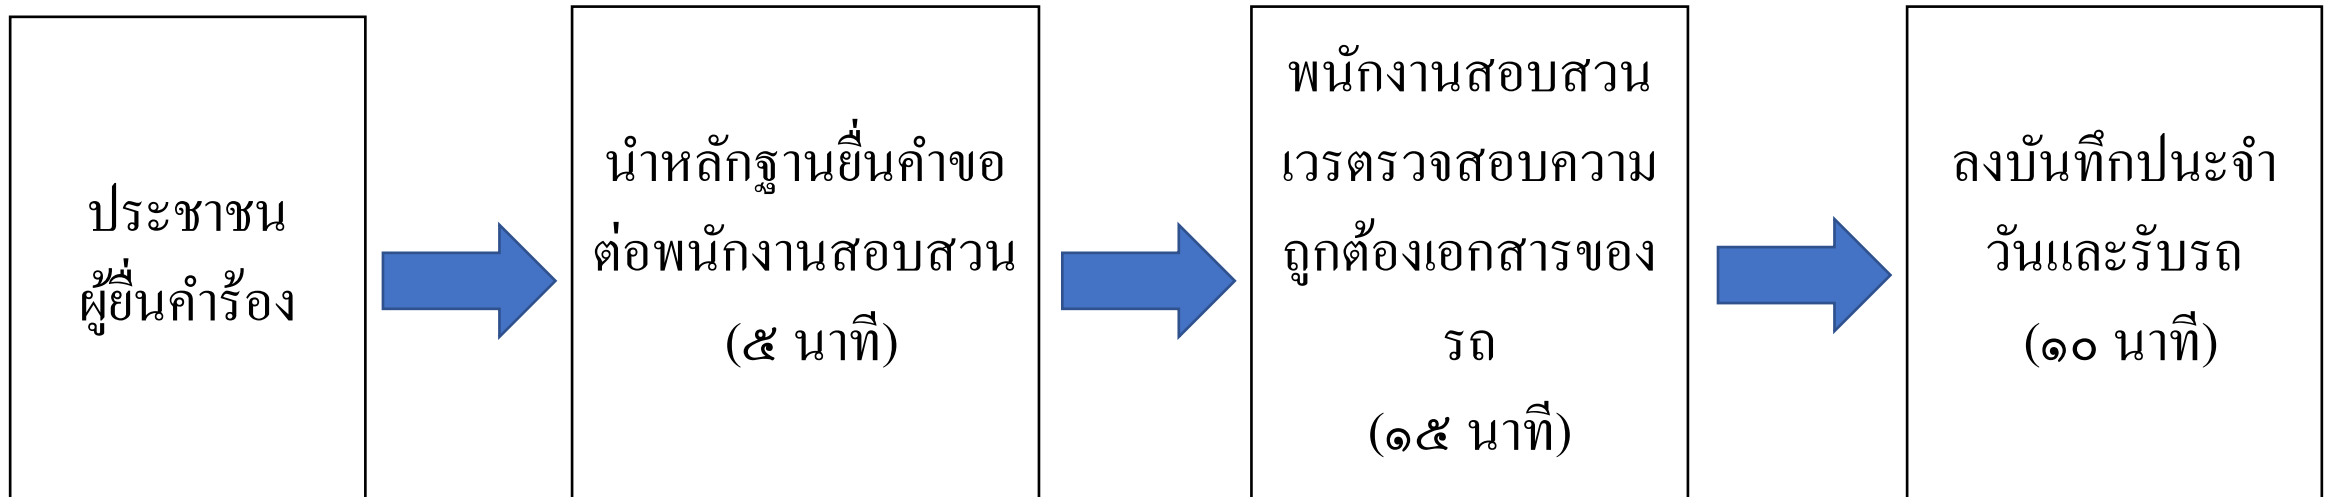 ประชาชน
ผู้ยื่นคำร้อง
นำหลักฐานยื่นคำขอ
ต่อพนักงานสอบสวน
(๕ นาที)
พนักงานสอบสวน
เวรตรวจสอบความ
ถูกต้องเอกสารของ
รถ
(๑๕ นาที)
ลงบันทึกปนะจำ
วันและรับรถ
(๑๐ นาที)